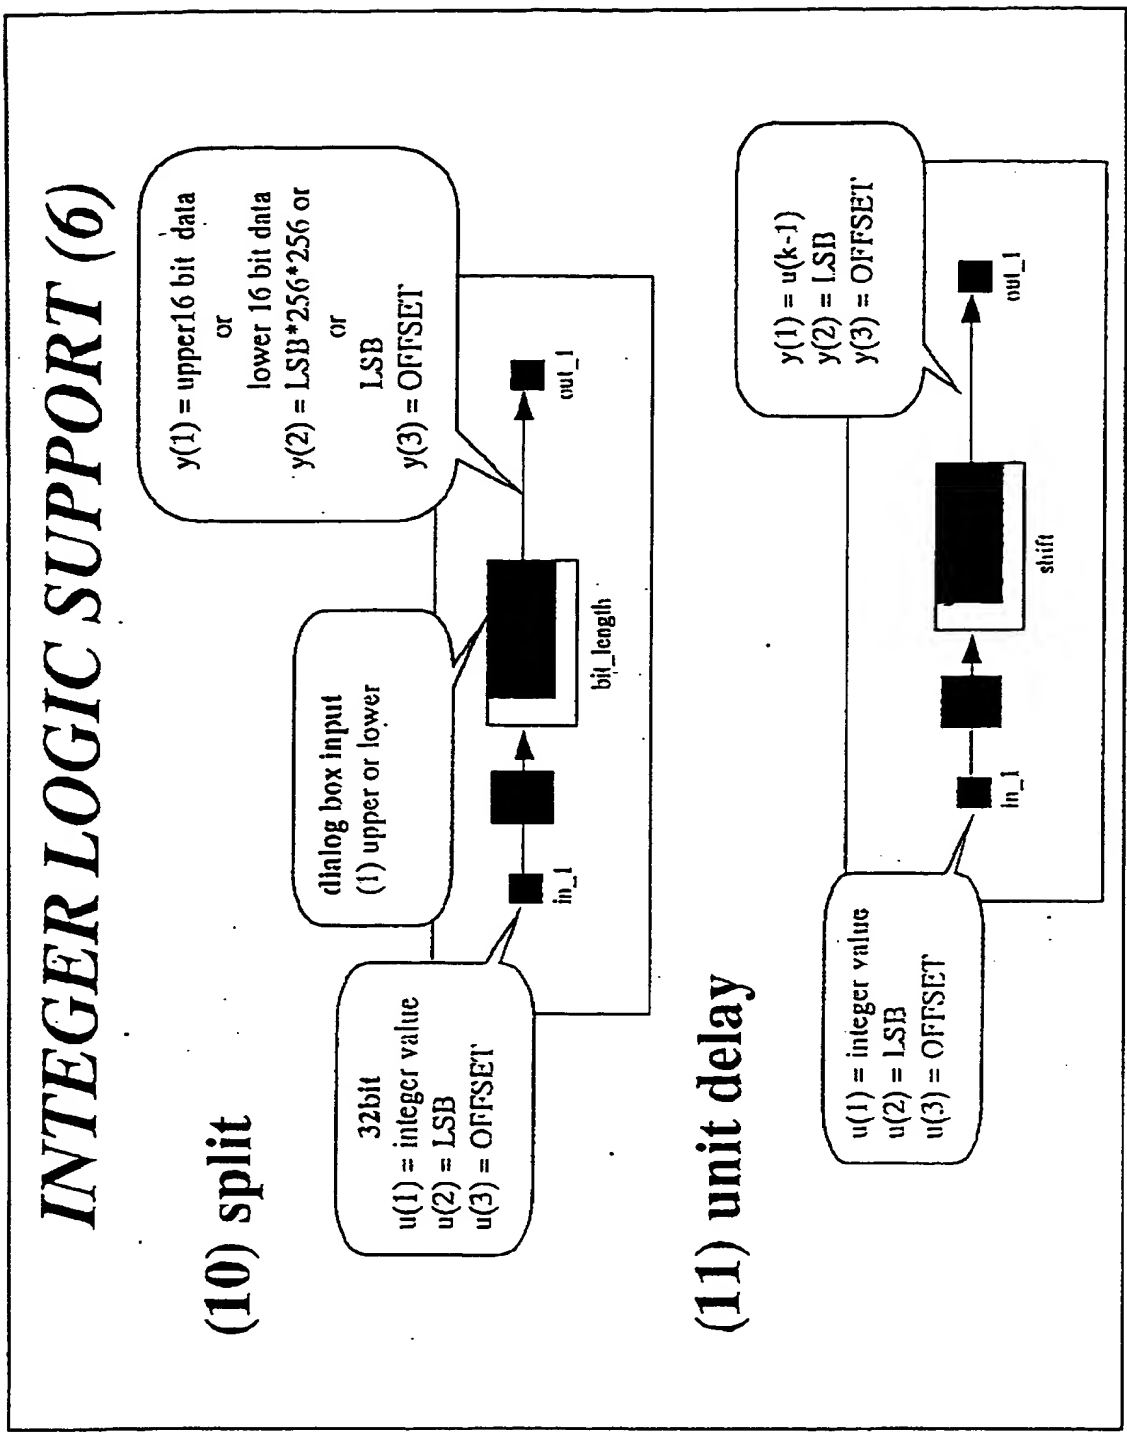 INTEGER LOGIC SUPPORT (6)
(10) split
32bit
u(1) = integer value
u(2) = LSB
u(3) = OFFSET
dialog box input
(1) upper or lower
y(1) = upper16 bit data
or
lower 16 bit data
y(2) = LSB*256*256 or
or
LSB
y(3) = OFFSET
in_1
bit_length
out_1
(11) unit delay
u(1) = integer value
u(2) = LSB
u(3) = OFFSET
y(1) = u(k-1)
y(2) = LSB
y(3) = OFFSET
in_1
shift
out_1